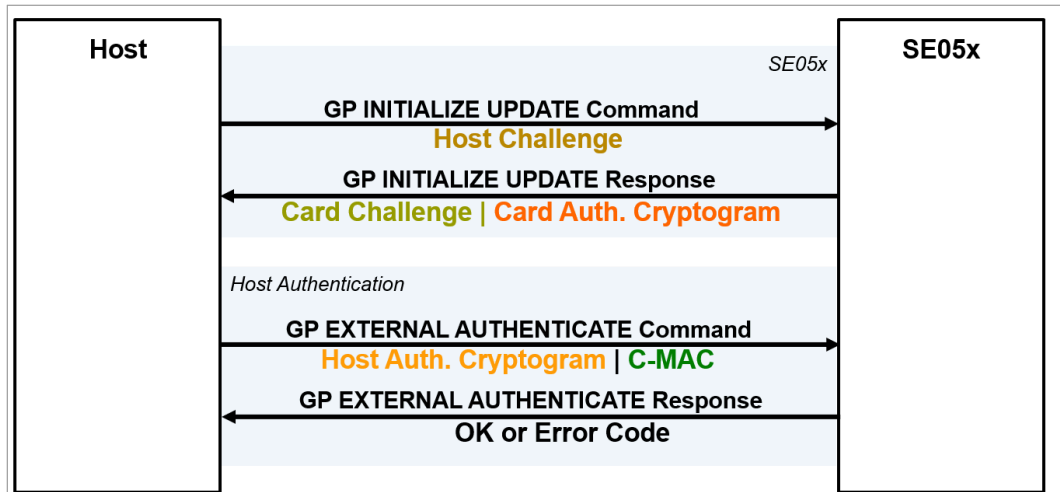 Host
SE05x
SE05x
GP INITIALIZE UPDATE Command
Host Challenge
GP INITIALIZE UPDATE Response
Card Challenge | Card Auth. Cryptogram
Host Authentication
GP EXTERNAL AUTHENTICATE Command
Host Auth. Cryptogram | C-MAC
GP EXTERNAL AUTHENTICATE Response
OK or Error Code